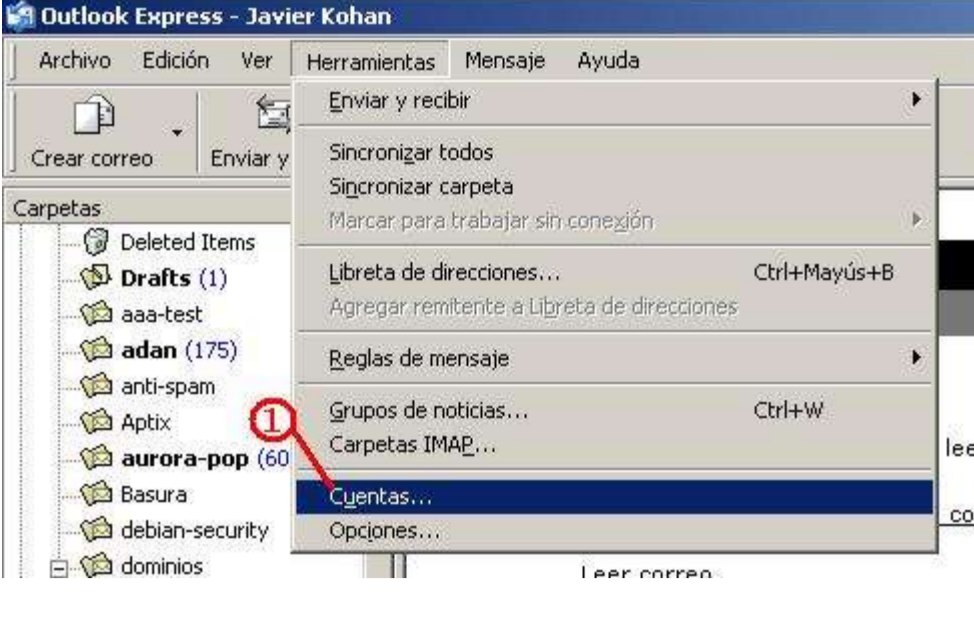 Outlook Express - Javier Kohan
Archivo Edición Ver Herramientas Mensaje Ayuda
Crear correo Enviar y
Enviar y recibir
Sincronizar todos
Sincronizar carpeta
Marcar para trabajar sin conexión
Libreta de direcciones... Ctrl+Mayús+B
Agregar remitente a Libreta de direcciones
Reglas de mensaje
Grupos de noticias... Ctrl+W
Carpetas IMAP...
1
Cuentas...
Opciones...
Carpetas
Deleted Items
Drafts (1)
aaa-test
adan (175)
anti-spam
Aptix
aurora-pop (60
Basura
debian-security
dominios
lee
co
Leer correo